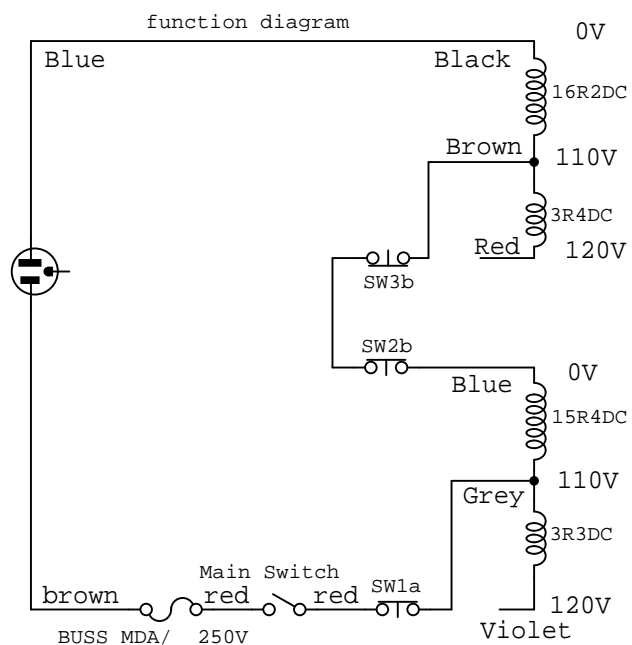 function diagram
0V
Blue
Black
16R2DC
Brown
110V
3R4DC
Red
120V
SW3b
SW2b
Blue
0V
15R4DC
110V
Grey
3R3DC
Main Switch
SW1a
brown
red
red
120V
Violet
BUSS MDA/ 250V